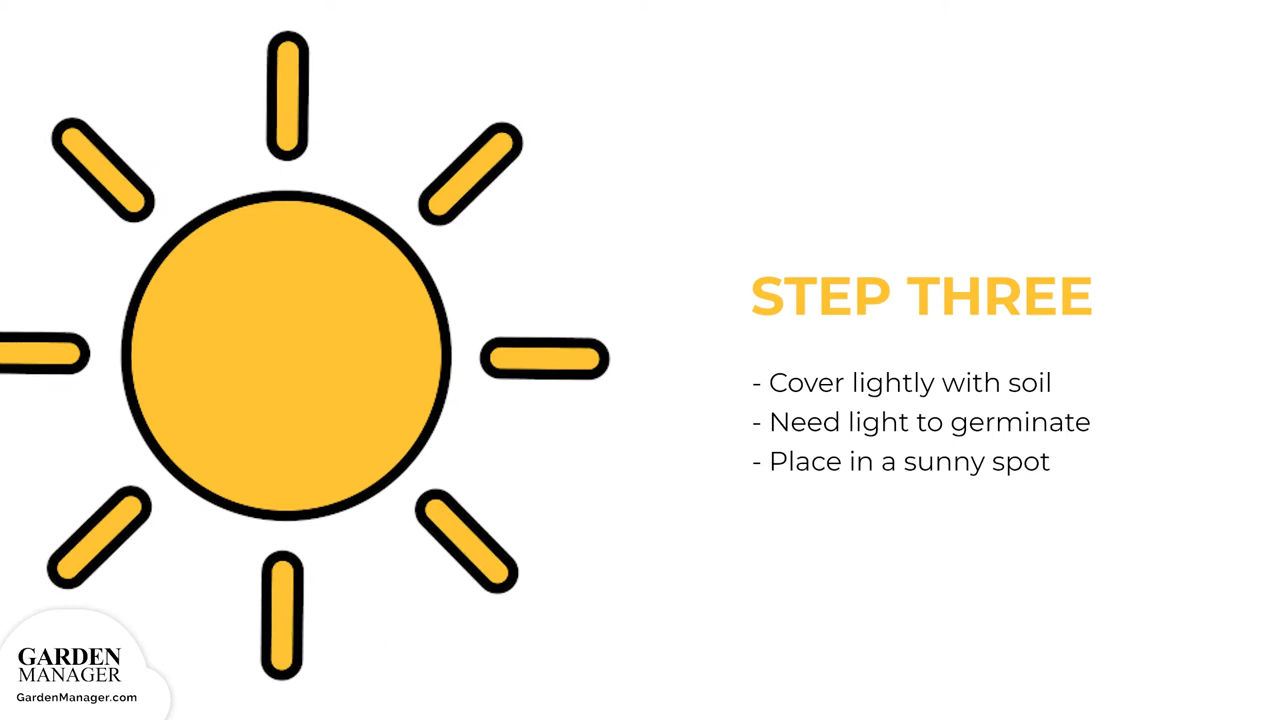 STEP THREE
- Cover lightly with soil
- Need light to germinate
- Place in a sunny spot
GARDEN
MANAGER
GardenManager.com